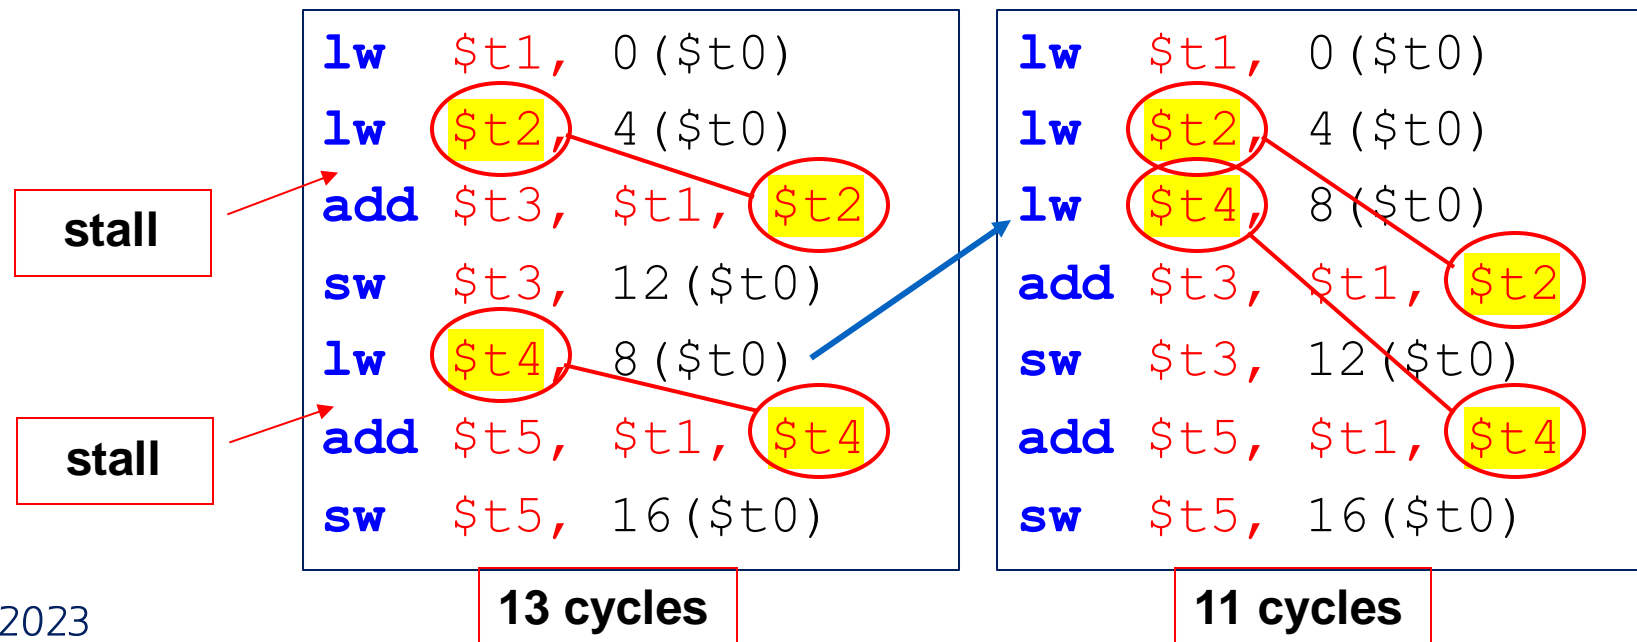 lw $t1, 0($t0)
lw $t2, 4($t0)
add $t3, $t1, $t2
sw $t3, 12($t0)
lw $t4, 8($t0)
add $t5, $t1, $t4
sw $t5, 16($t0)
stall
stall
13 cycles
lw $t1, 0($t0)
lw $t2, 4($t0)
lw $t4, 8($t0)
add $t3, $t1, $t2
sw $t3, 12($t0)
add $t5, $t1, $t4
sw $t5, 16($t0)
11 cycles
2023